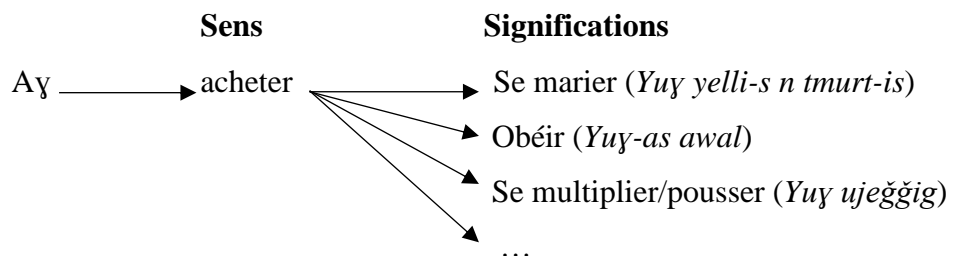 Sens Significations
Aɣ acheter Se marier (Yuɣ yelli-s n tmurt-is)
Obéir (Yuɣ-as awal)
Se multiplier/pousser (Yuɣ ujeǧǧig)
…